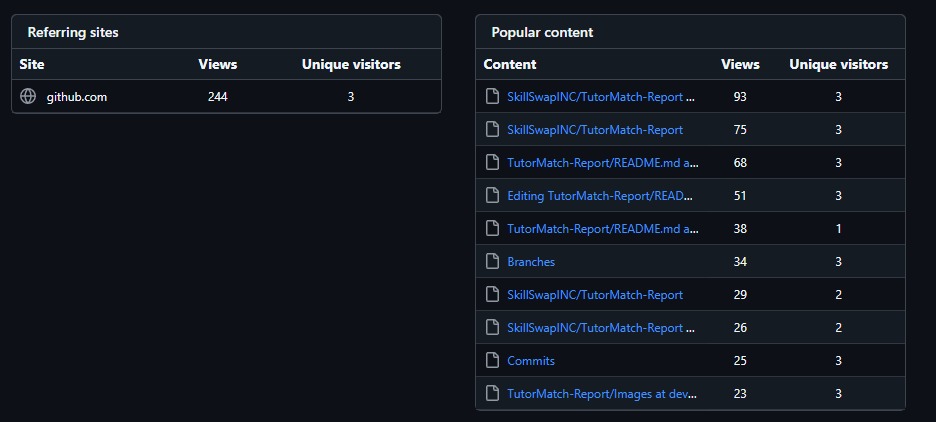 Referring sites
Site Views Unique visitors
github.com 244 3
Popular content
Content Views Unique visitors
SkillSwapINC/TutorMatch-Report ... 93 3
SkillSwapINC/TutorMatch-Report 75 3
TutorMatch-Report/README.md a... 68 3
Editing TutorMatch-Report/READ... 51 3
TutorMatch-Report/README.md a... 38 1
Branches 34 3
SkillSwapINC/TutorMatch-Report 29 2
SkillSwapINC/TutorMatch-Report ... 26 2
Commits 25 3
TutorMatch-Report/Images at dev... 23 3